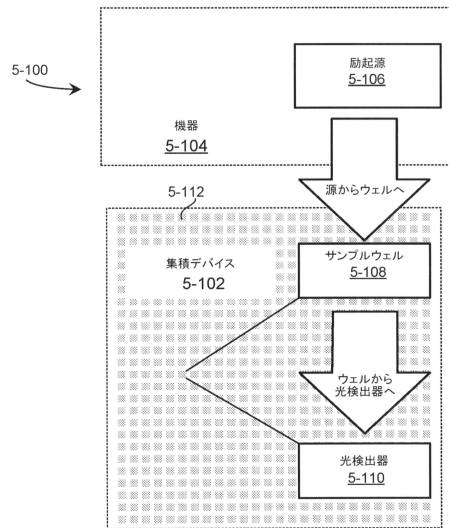 5-100
励起源
5-106
機器
5-104
源からウェルへ
5-112
集積デバイス
5-102
サンプルウェル
5-108
ウェルから
光検出器へ
光検出器
5-110